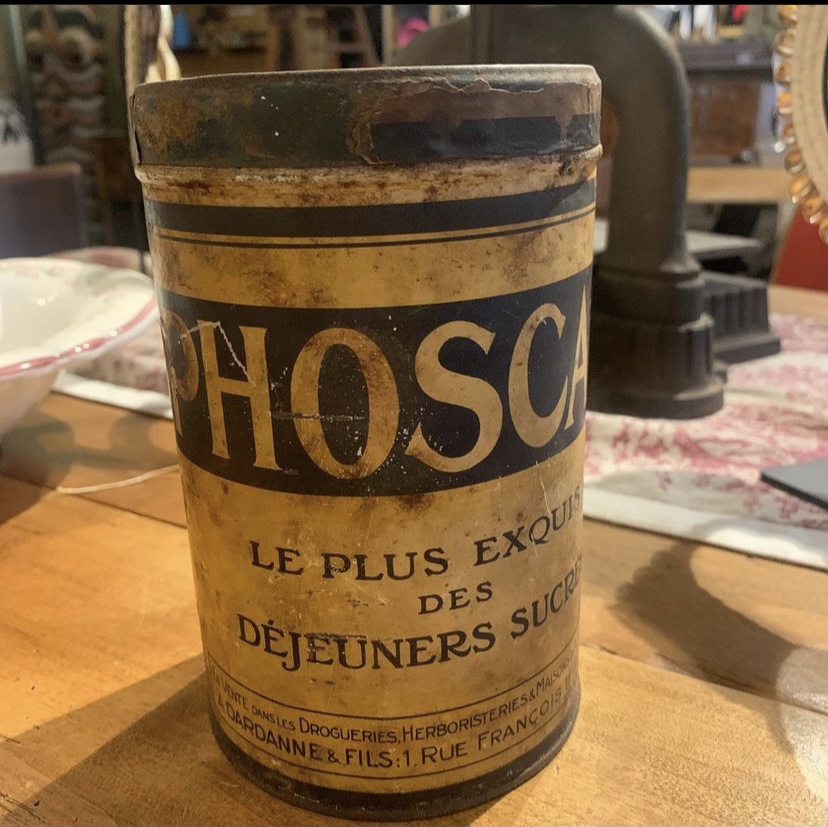 PHOSCA
LE PLUS EXQUIS
DES
DÉJEUNERS SUCRÉ
EN VENTE DANS LES DROGUERIES, HERBORISTERIES & MAISONS
A. DARDANNE & FILS: 1, RUE FRANÇOIS